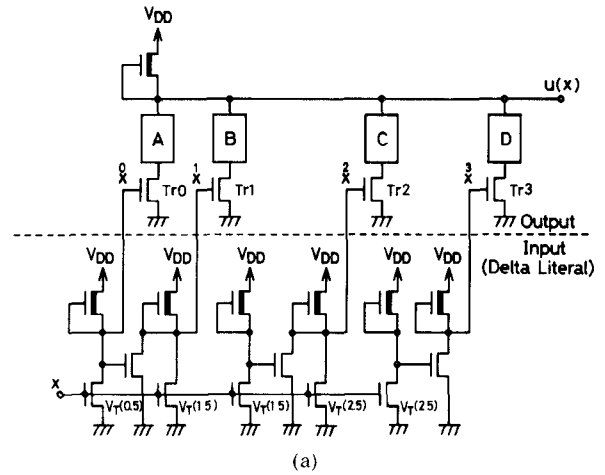 VDD
u(x)
A B C D
0 1 2 3
X X X X
Tr0 Tr1 Tr2 Tr3
Output
Input
(Delta Literal)
VDD VDD VDD VDD VDD VDD
x
VT(0.5) VT(1 5) VT(1 5) VT(2.5) VT(2 5)
(a)